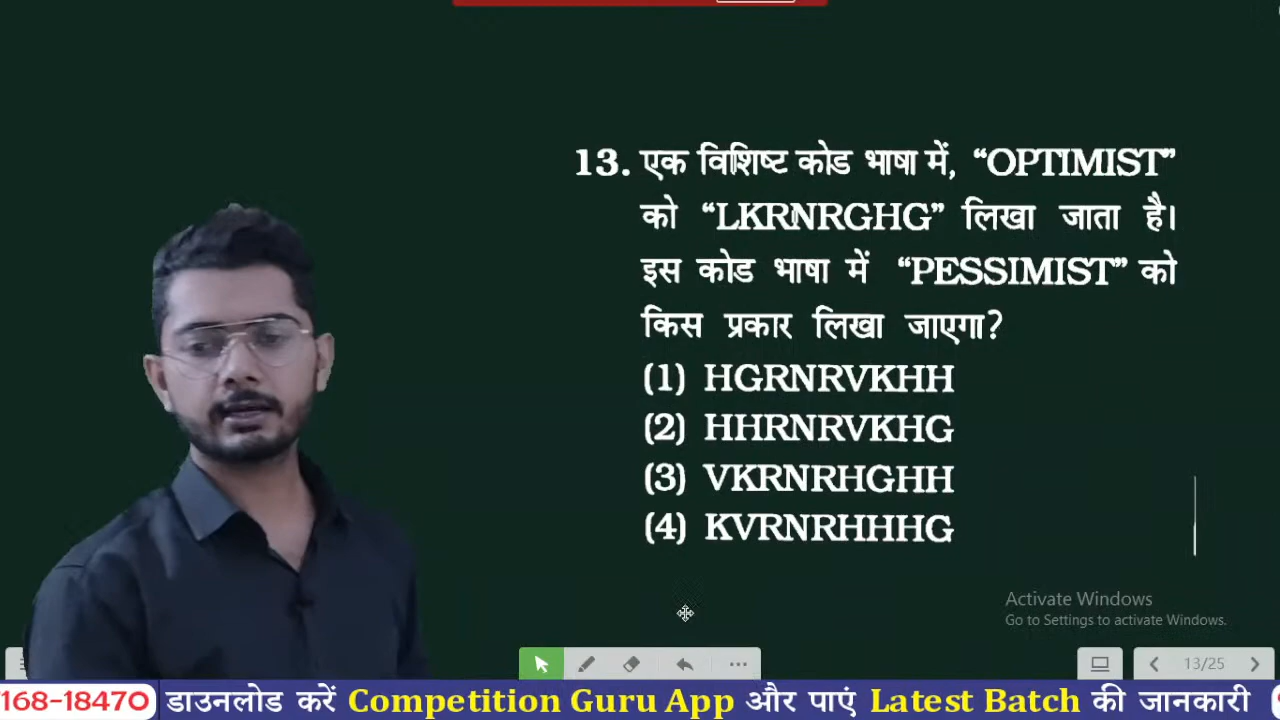 13. एक विशिष्ट कोड भाषा में, “OPTIMIST”
को “LKRNRGHG” लिखा जाता है।
इस कोड भाषा में “PESSIMIST” को
किस प्रकार लिखा जाएगा?
(1) HGRNRVKHH
(2) HHRNRVKHG
(3) VKRNRHGHH
(4) KVRNRHHHG
Activate Windows
Go to Settings to activate Windows.
13/25
168-18470 डाउनलोड करें Competition Guru App और पाएं Latest Batch की जानकारी